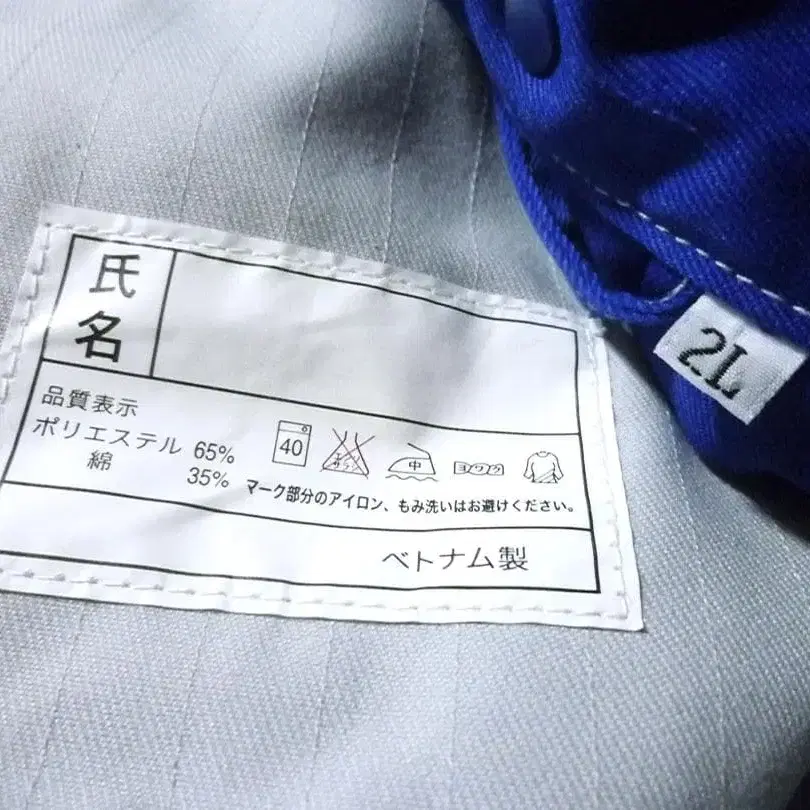 氏
名
品質表示
ポリエステル 65%
綿 35%
40
中
マーク部分のアイロン、もみ洗いはお避けください。
ベトナム製
2L